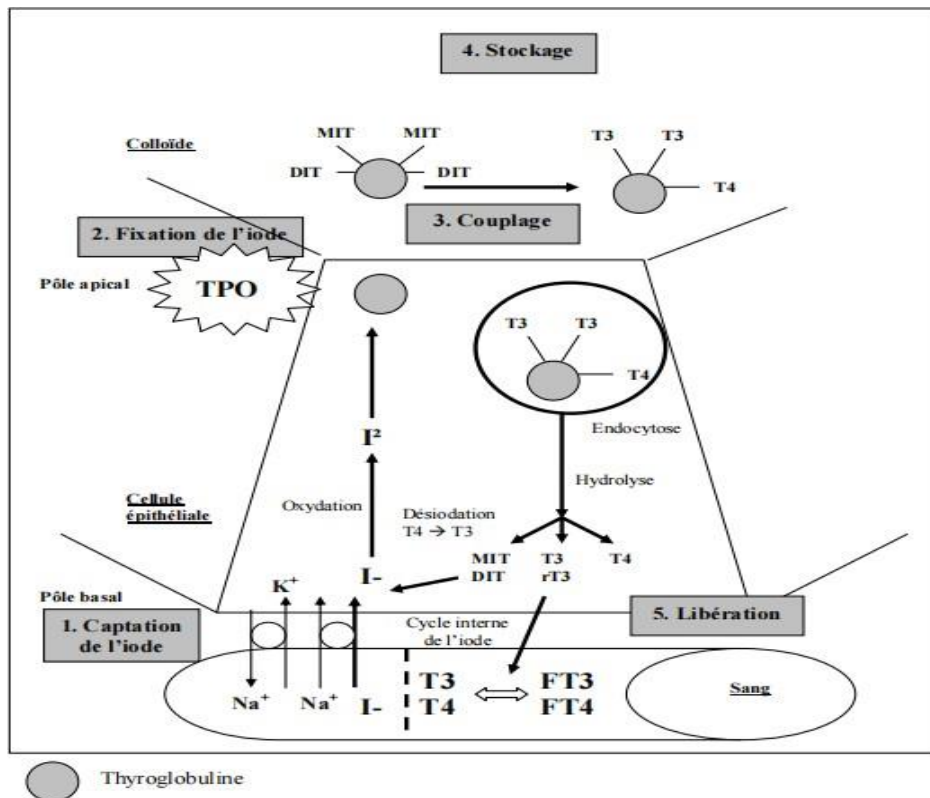 4. Stockage
MIT MIT
DIT DIT
T3 T3
T4
Colloïde
3. Couplage
2. Fixation de l'iode
Pôle apical
TPO
T3 T3
T4
Endocytose
I²
Hydrolyse
Cellule
épithéliale
Oxydation
Désiodation
T4 → T3
MIT T3 T4
DIT rT3
I-
K⁺
Pôle basal
1. Captation
de l'iode
Cycle interne
de l'iode
5. Libération
Na⁺ Na⁺ I-
T3 FT3
T4 FT4
Sang
Thyroglobuline